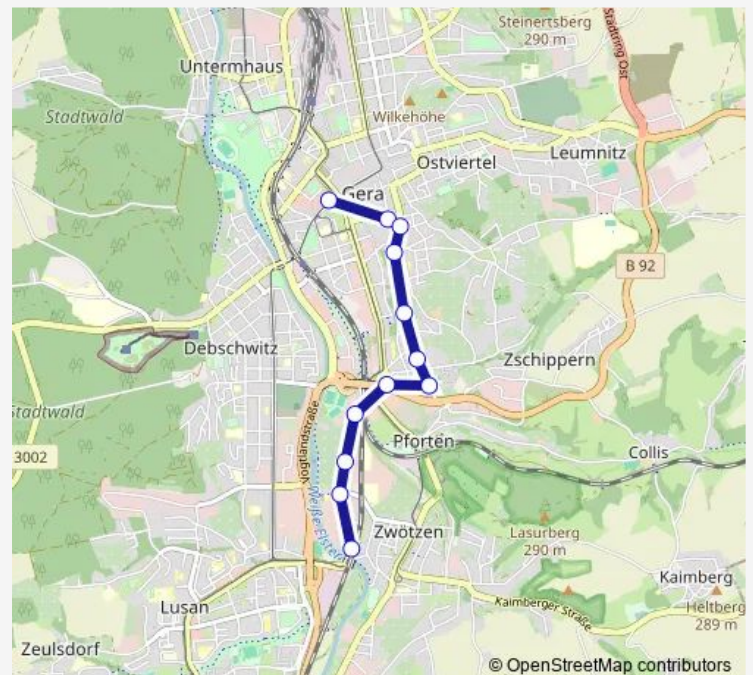 Steinertsberg
290 m
Stadtring Ost
Untermhaus
Stadtwald
Wilkehöhe
Ostviertel
Leumnitz
Gera
B 92
Debschwitz
Zschippern
Stadtwald
Vogtlandstraße
3002
Pforten
Collis
Weiße Elster
Zwötzen
Lasurberg
290 m
Kaimberg
Lusan
Kaimberger Straße
Heltberg
289 m
Zeulsdorf
© OpenStreetMap contributors